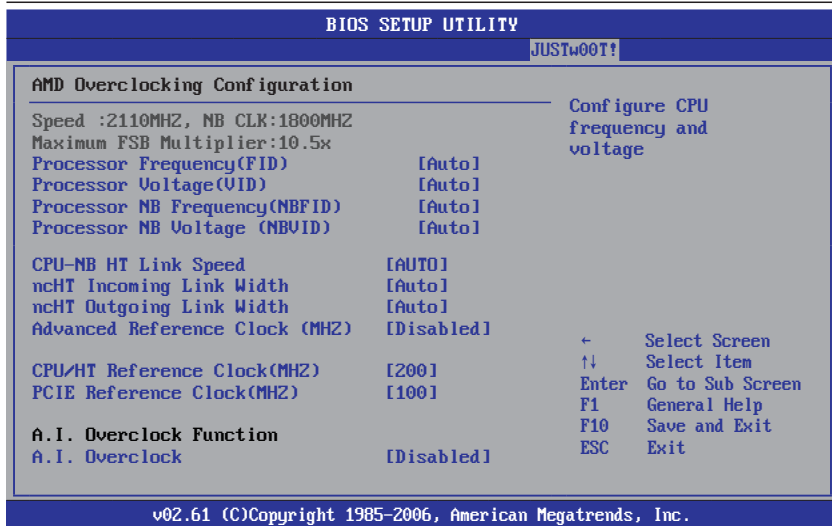 BIOS SETUP UTILITY
JUSTw00T!
AMD Overclocking Configuration
Speed :2110MHZ, NB CLK:1800MHZ
Maximum FSB Multiplier:10.5x
Processor Frequency(FID) [Auto]
Processor Voltage(VID) [Auto]
Processor NB Frequency(NBFID) [Auto]
Processor NB Voltage (NBVID) [Auto]
CPU-NB HT Link Speed [AUTO]
ncHT Incoming Link Width [Auto]
ncHT Outgoing Link Width [Auto]
Advanced Reference Clock (MHZ) [Disabled]
CPU/HT Reference Clock(MHZ) [200]
PCIE Reference Clock(MHZ) [100]
A.I. Overclock Function
A.I. Overclock [Disabled]
Configure CPU
frequency and
voltage
← Select Screen
↑↓ Select Item
Enter Go to Sub Screen
F1 General Help
F10 Save and Exit
ESC Exit
v02.61 (C)Copyright 1985-2006, American Megatrends, Inc.